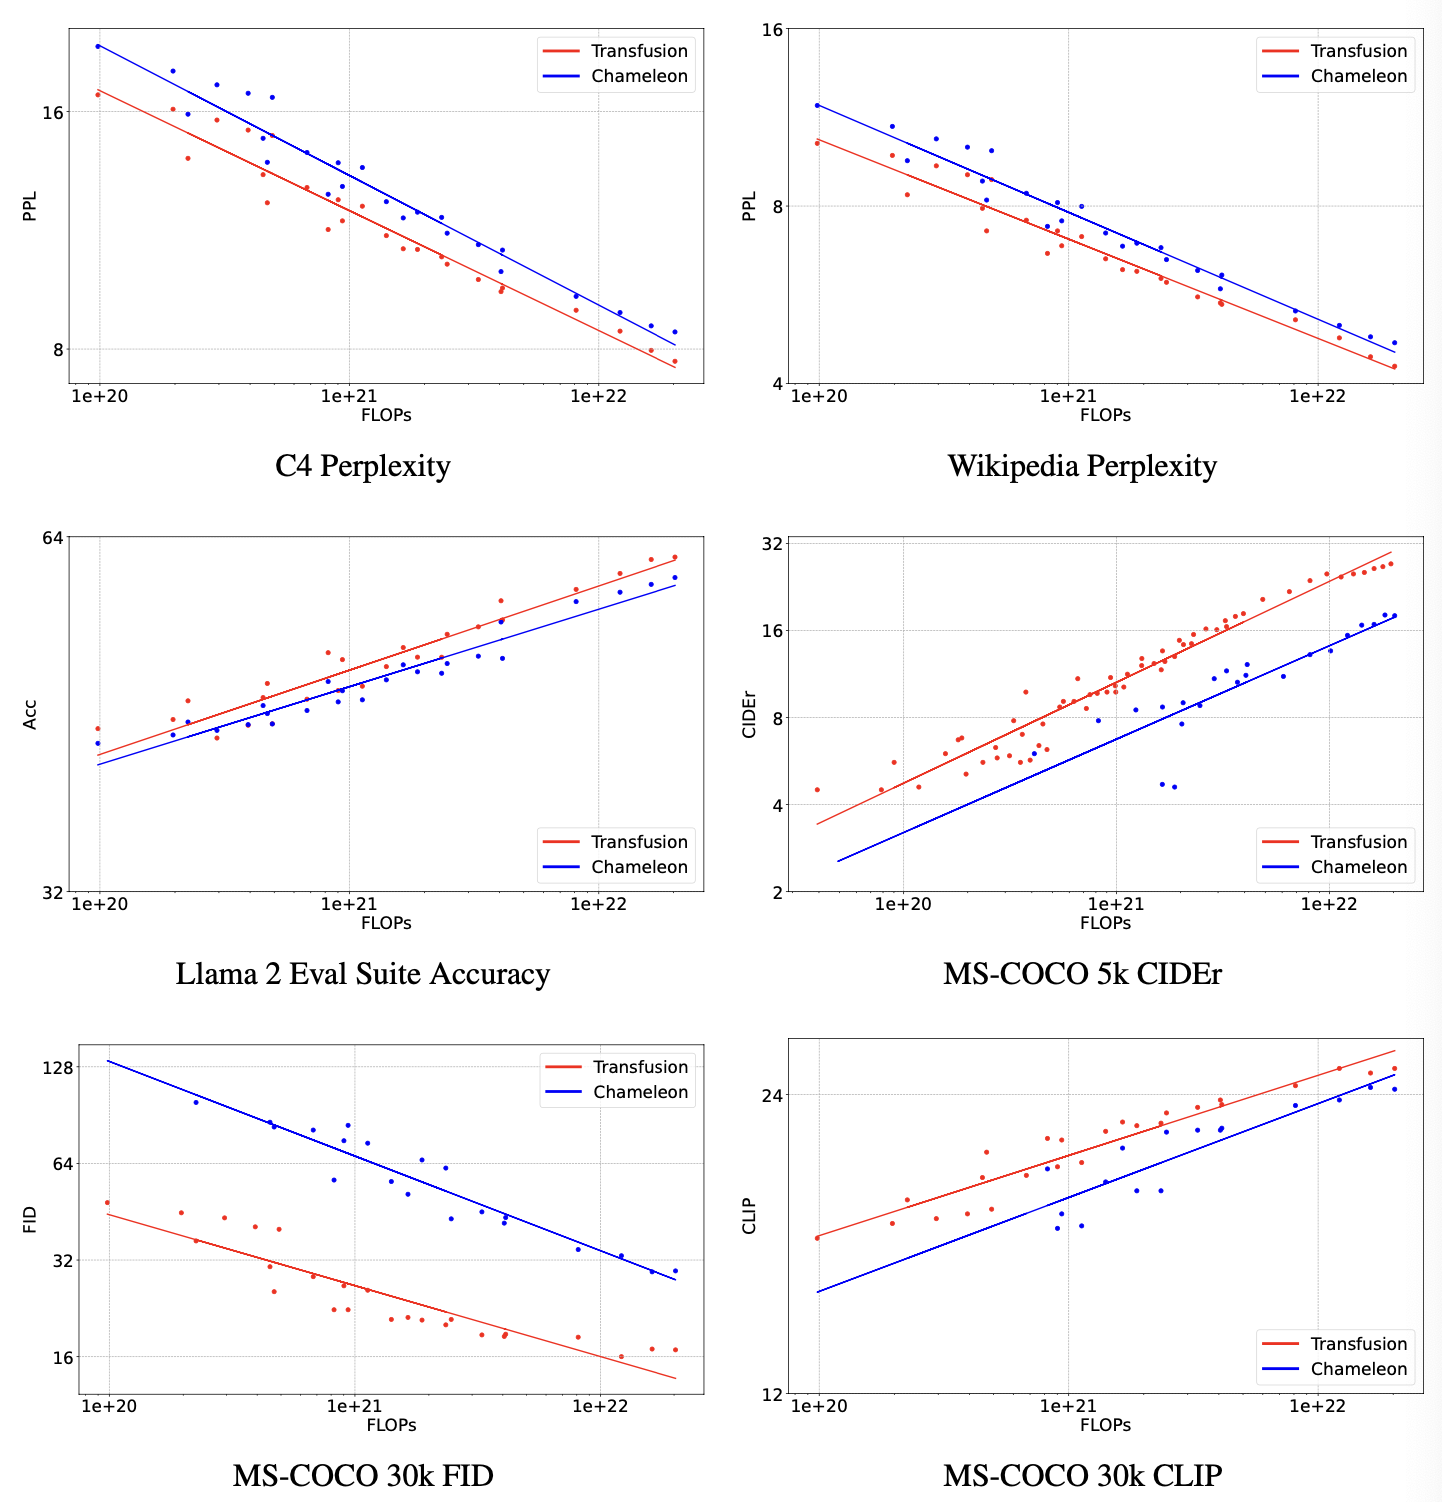 Transfusion
Chameleon
16
8
PPL
1e+20 1e+21 1e+22
FLOPs
C4 Perplexity
Transfusion
Chameleon
16
8
4
PPL
1e+20 1e+21 1e+22
FLOPs
Wikipedia Perplexity
64
32
Acc
Transfusion
Chameleon
1e+20 1e+21 1e+22
FLOPs
Llama 2 Eval Suite Accuracy
32
16
8
4
2
CIDEr
Transfusion
Chameleon
1e+20 1e+21 1e+22
FLOPs
MS-COCO 5k CIDEr
Transfusion
Chameleon
128
64
32
16
FID
1e+20 1e+21 1e+22
FLOPs
MS-COCO 30k FID
24
12
CLIP
Transfusion
Chameleon
1e+20 1e+21 1e+22
FLOPs
MS-COCO 30k CLIP